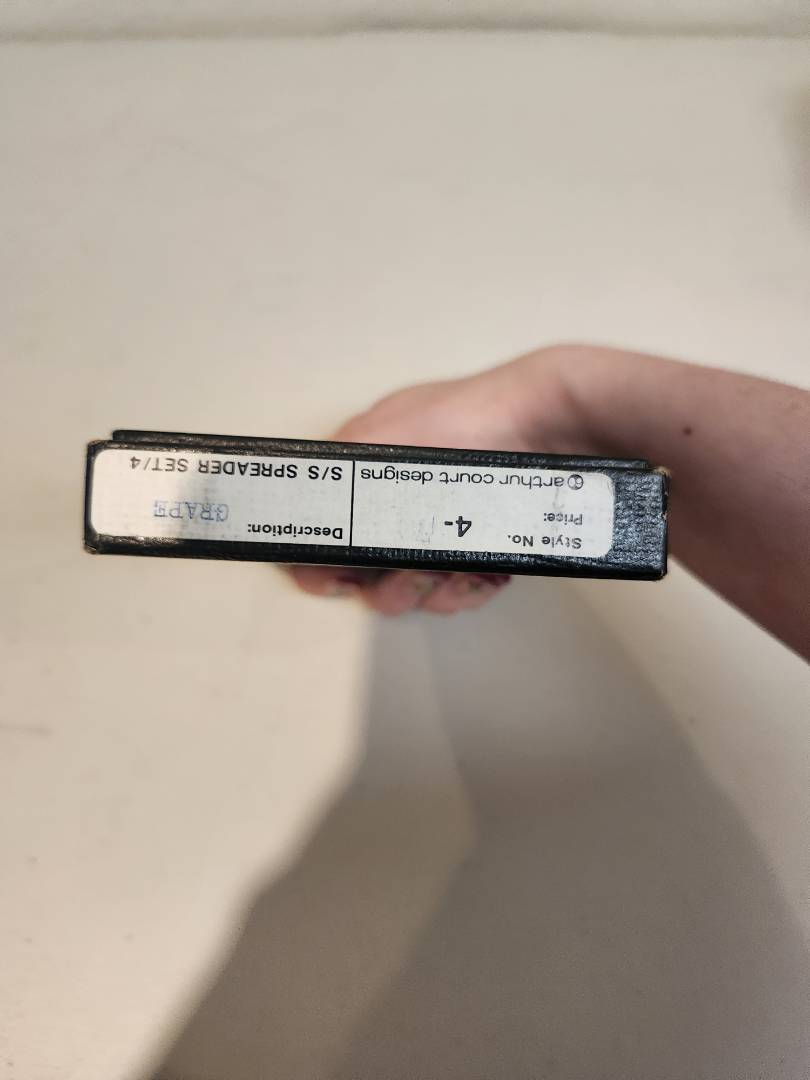 Style No. 4-
Price:
arthur court designs
Description: GRAPE
S/S SPREADER SET/4